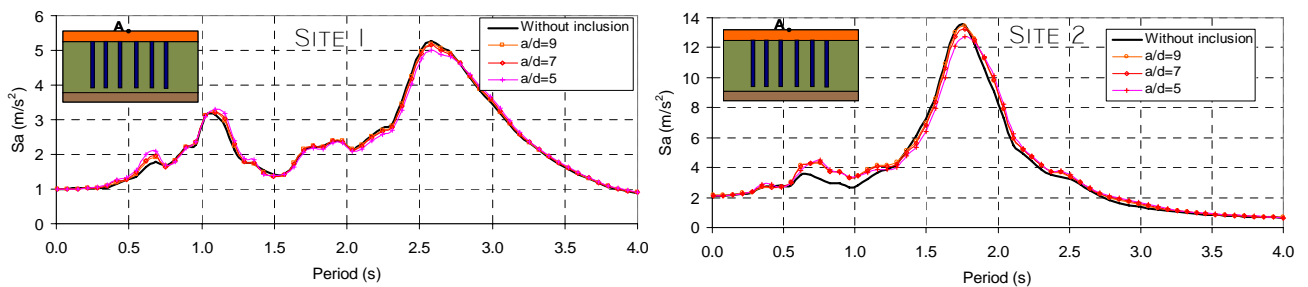 A
SITE 1
Without inclusion
a/d=9
a/d=7
a/d=5
Sa (m/s²)
6
5
4
3
2
1
0
0.0 0.5 1.0 1.5 2.0 2.5 3.0 3.5 4.0
Period (s)
A
SITE 2
Without inclusion
a/d=9
a/d=7
a/d=5
Sa (m/s²)
14
12
10
8
6
4
2
0
0.0 0.5 1.0 1.5 2.0 2.5 3.0 3.5 4.0
Period (s)